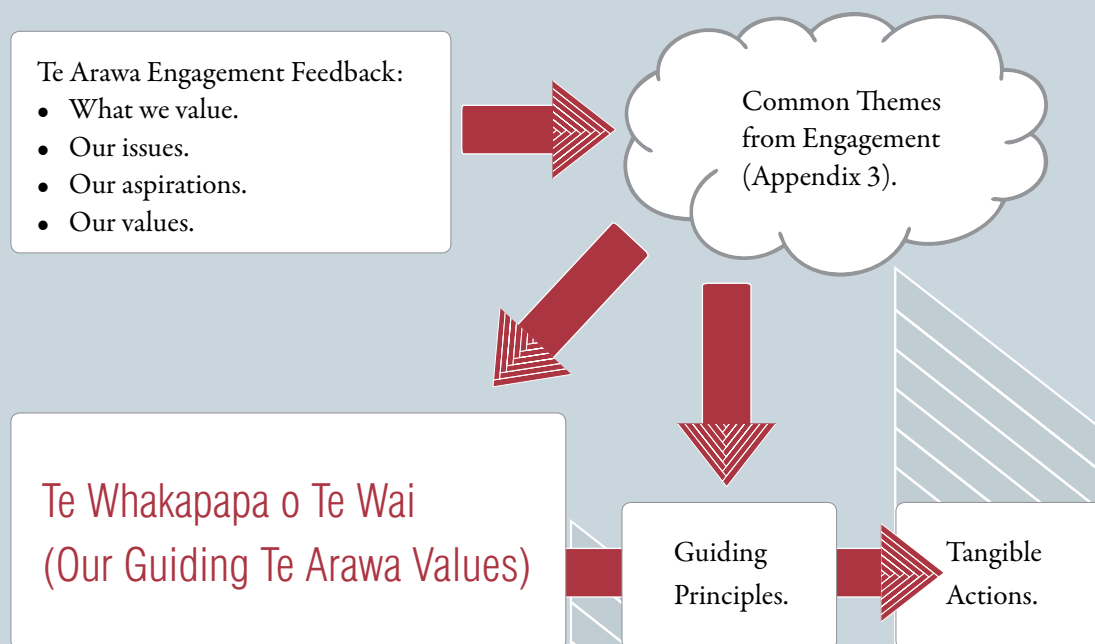 Te Arawa Engagement Feedback:
• What we value.
• Our issues.
• Our aspirations.
• Our values.
Common Themes
from Engagement
(Appendix 3).
Te Whakapapa o Te Wai
(Our Guiding Te Arawa Values)
Guiding
Principles.
Tangible
Actions.